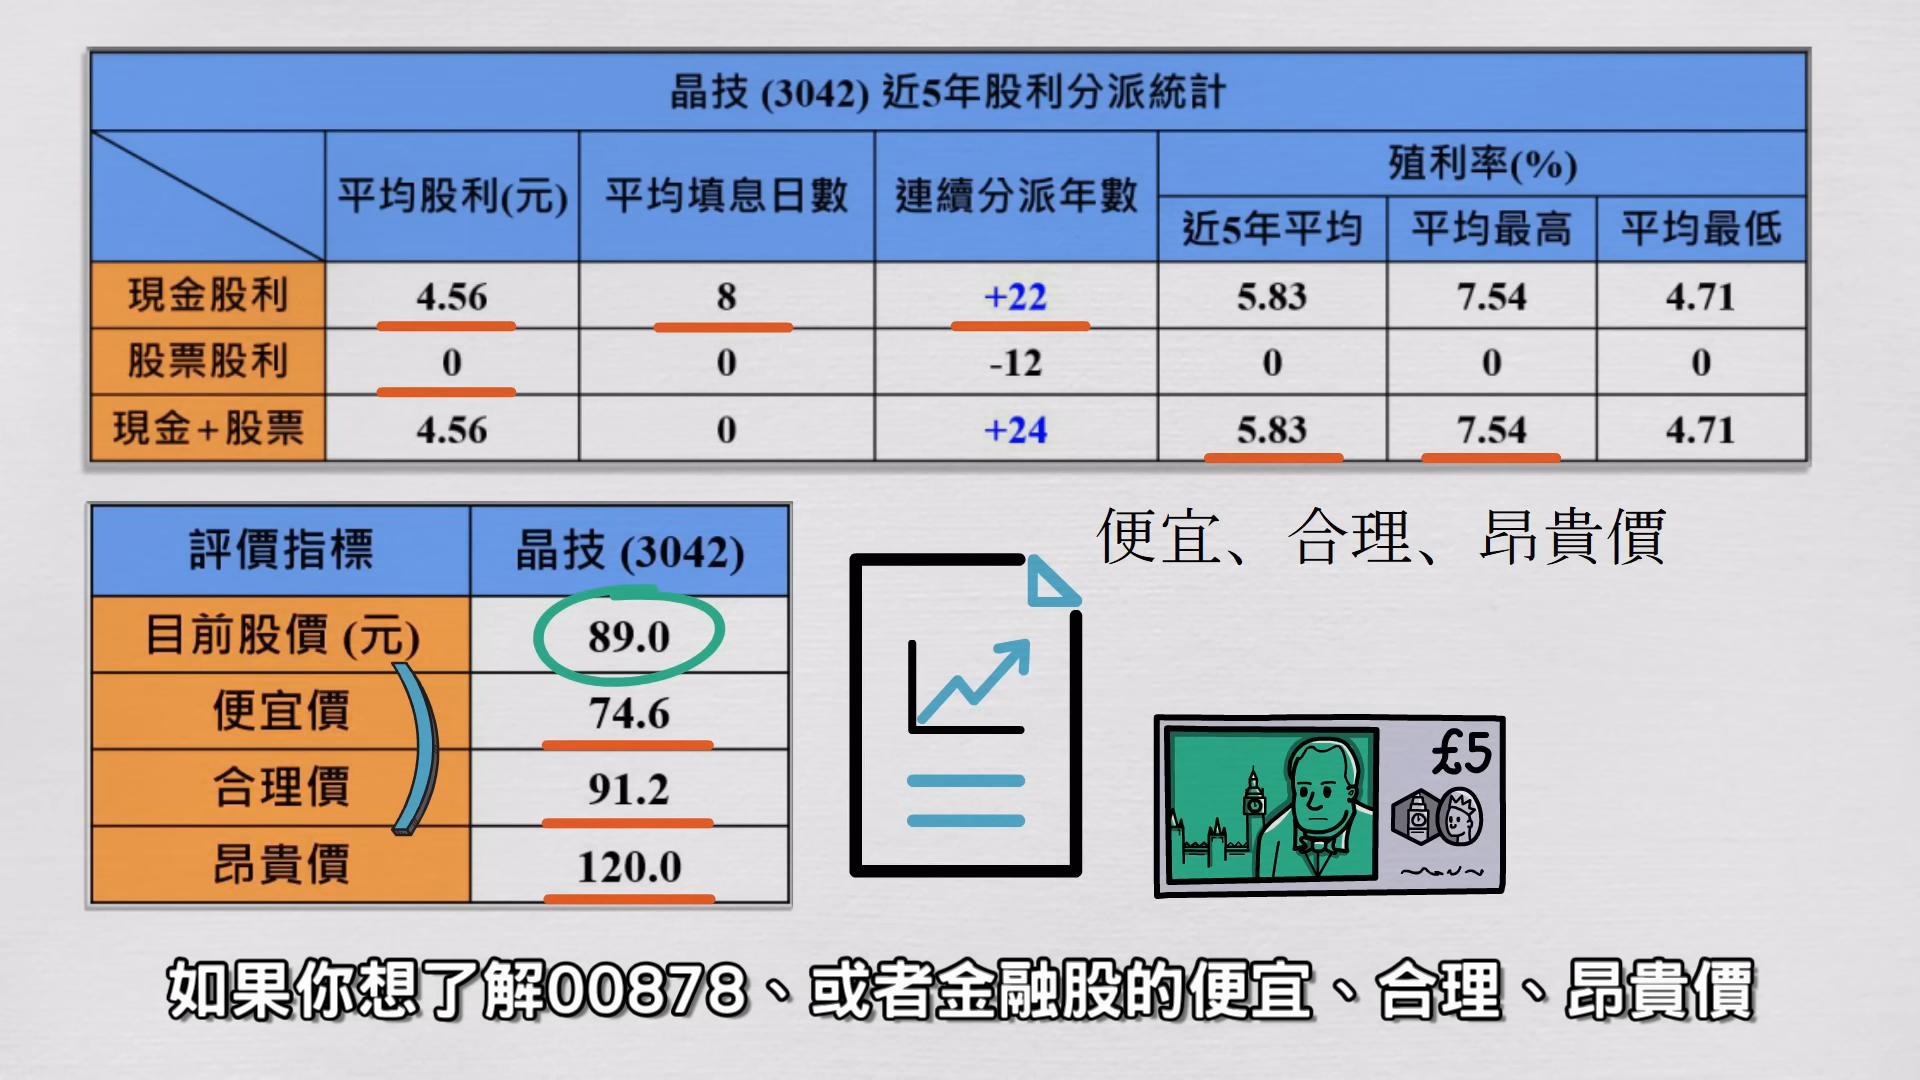 晶技 (3042) 近5年股利分派統計
平均股利(元) 平均填息日數 連續分派年數 殖利率(%)
近5年平均 平均最高 平均最低
現金股利 4.56 8 +22 5.83 7.54 4.71
股票股利 0 0 -12 0 0 0
現金+股票 4.56 0 +24 5.83 7.54 4.71
評價指標 晶技 (3042)
目前股價 (元) 89.0
便宜價 74.6
合理價 91.2
昂貴價 120.0
便宜、合理、昂貴價
£5
如果你想了解00878、或者金融股的便宜、合理、昂貴價